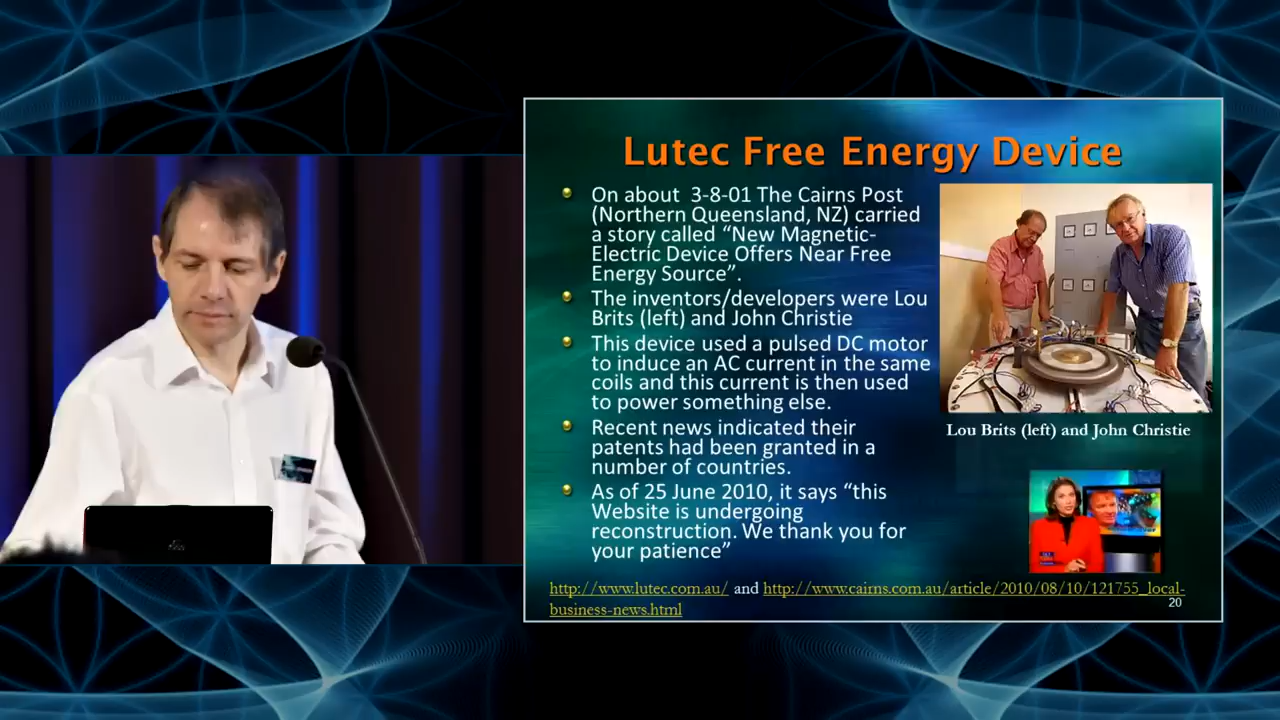 Lutec Free Energy Device
On about 3-8-01 The Cairns Post
(Northern Queensland, NZ) carried
a story called “New Magnetic-
Electric Device Offers Near Free
Energy Source”.
The inventors/developers were Lou
Brits (left) and John Christie
This device used a pulsed DC motor
to induce an AC current in the same
coils and this current is then used
to power something else.
Recent news indicated their
patents had been granted in a
number of countries.
As of 25 June 2010, it says “this
Website is undergoing
reconstruction. We thank you for
your patience”
Lou Brits (left) and John Christie
http://www.lutec.com.au/ and http://www.cairns.com.au/article/2010/08/10/121755_local-
business-news.html
20